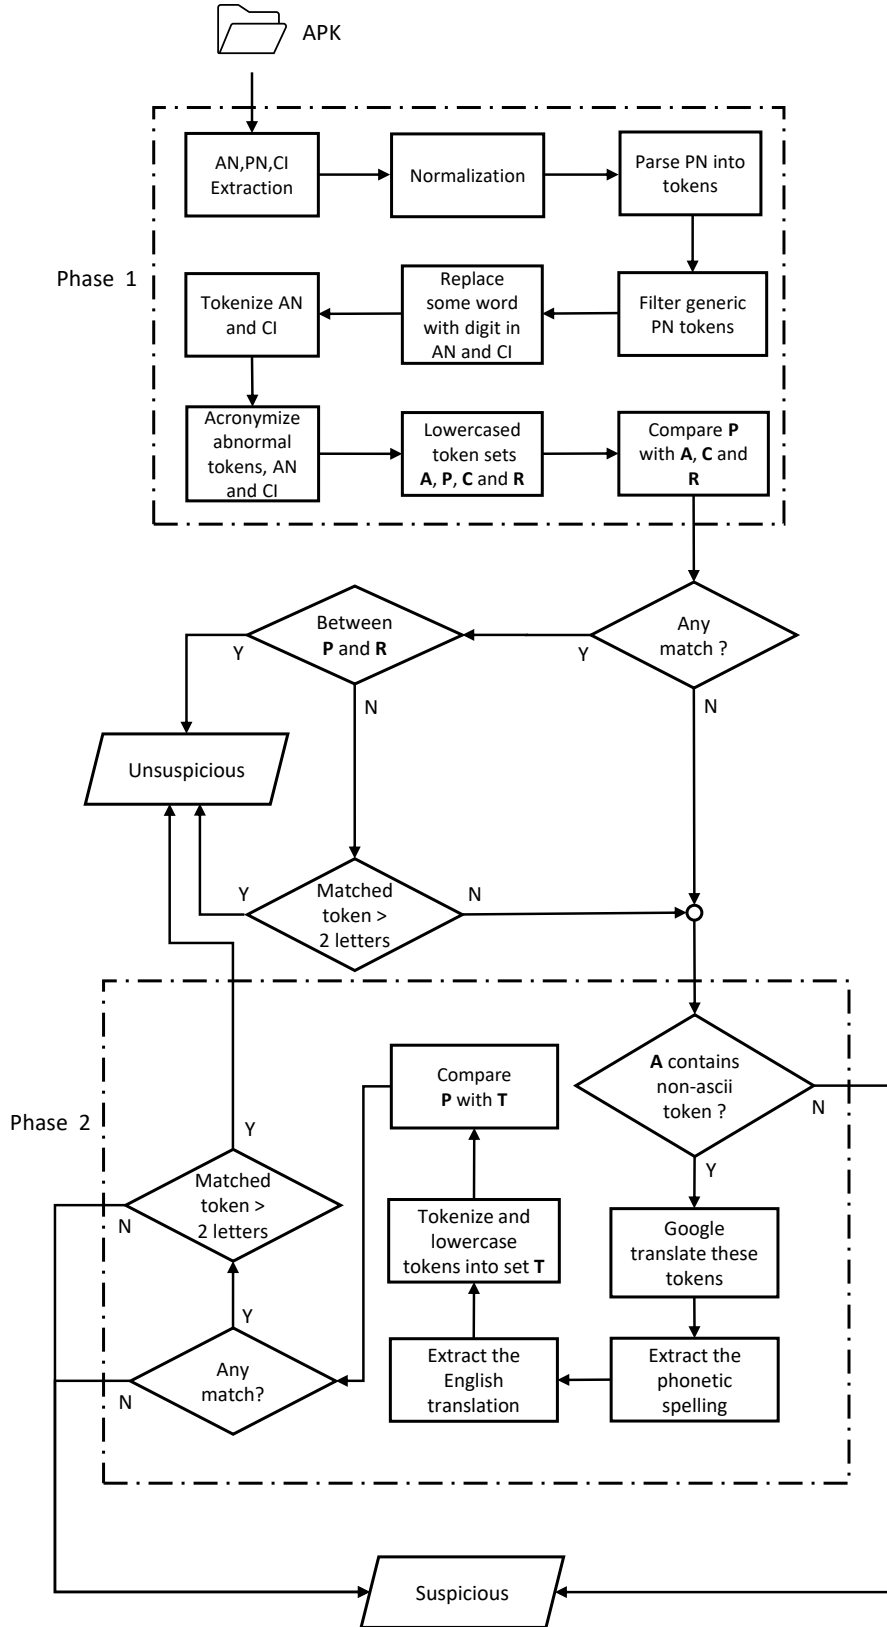 APK
Phase 1
AN,PN,CI
Extraction
Normalization
Parse PN into
tokens
Filter generic
PN tokens
Replace
some word
with digit in
AN and CI
Tokenize AN
and CI
Acronymize
abnormal
tokens, AN
and CI
Lowercased
token sets
A, P, C and R
Compare P
with A, C and
R
Any
match ?
Y
N
Between
P and R
Y
N
Unsuspicious
Matched
token >
2 letters
Y
N
Phase 2
A contains
non-ascii
token ?
N
Y
Google
translate these
tokens
Extract the
phonetic
spelling
Extract the
English
translation
Tokenize and
lowercase
tokens into set T
Compare
P with T
Any
match?
Y
N
Matched
token >
2 letters
Y
N
Suspicious